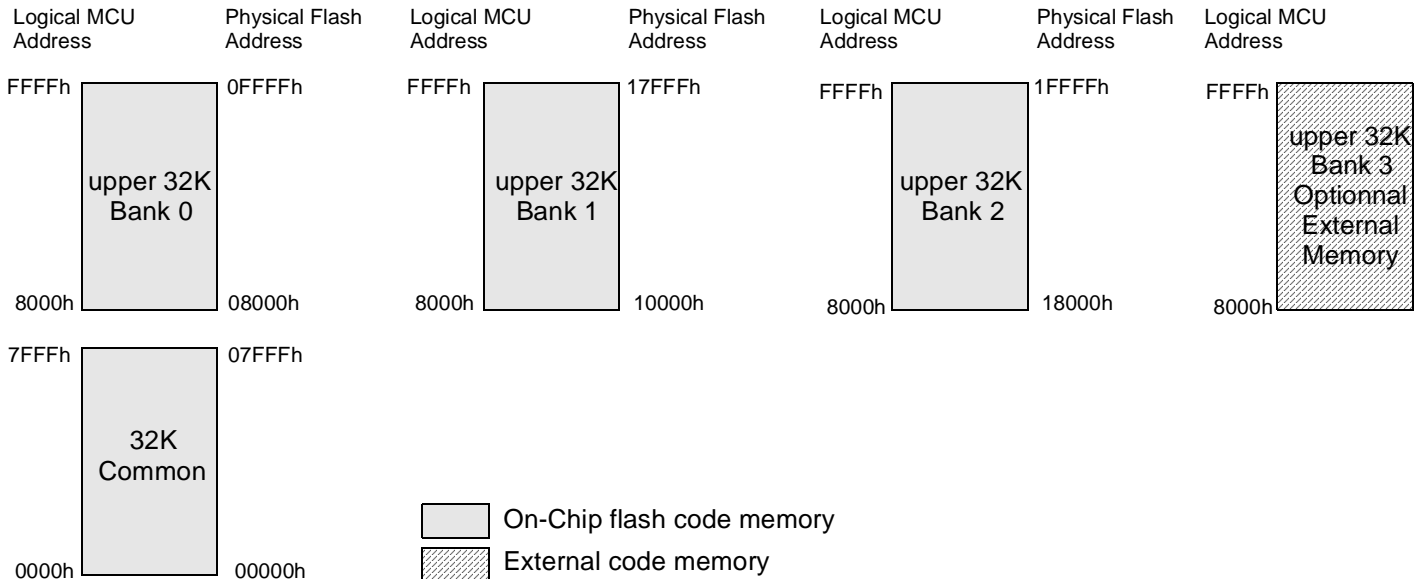 Logical MCU
Address
Physical Flash
Address
Logical MCU
Address
Physical Flash
Address
Logical MCU
Address
Physical Flash
Address
Logical MCU
Address
FFFFh
0FFFFh
upper 32K
Bank 0
8000h
08000h
FFFFh
17FFFh
upper 32K
Bank 1
8000h
10000h
FFFFh
1FFFFh
upper 32K
Bank 2
8000h
18000h
FFFFh
upper 32K
Bank 3
Optionnal
External
Memory
8000h
7FFFh
07FFFh
32K
Common
0000h
00000h
On-Chip flash code memory
External code memory